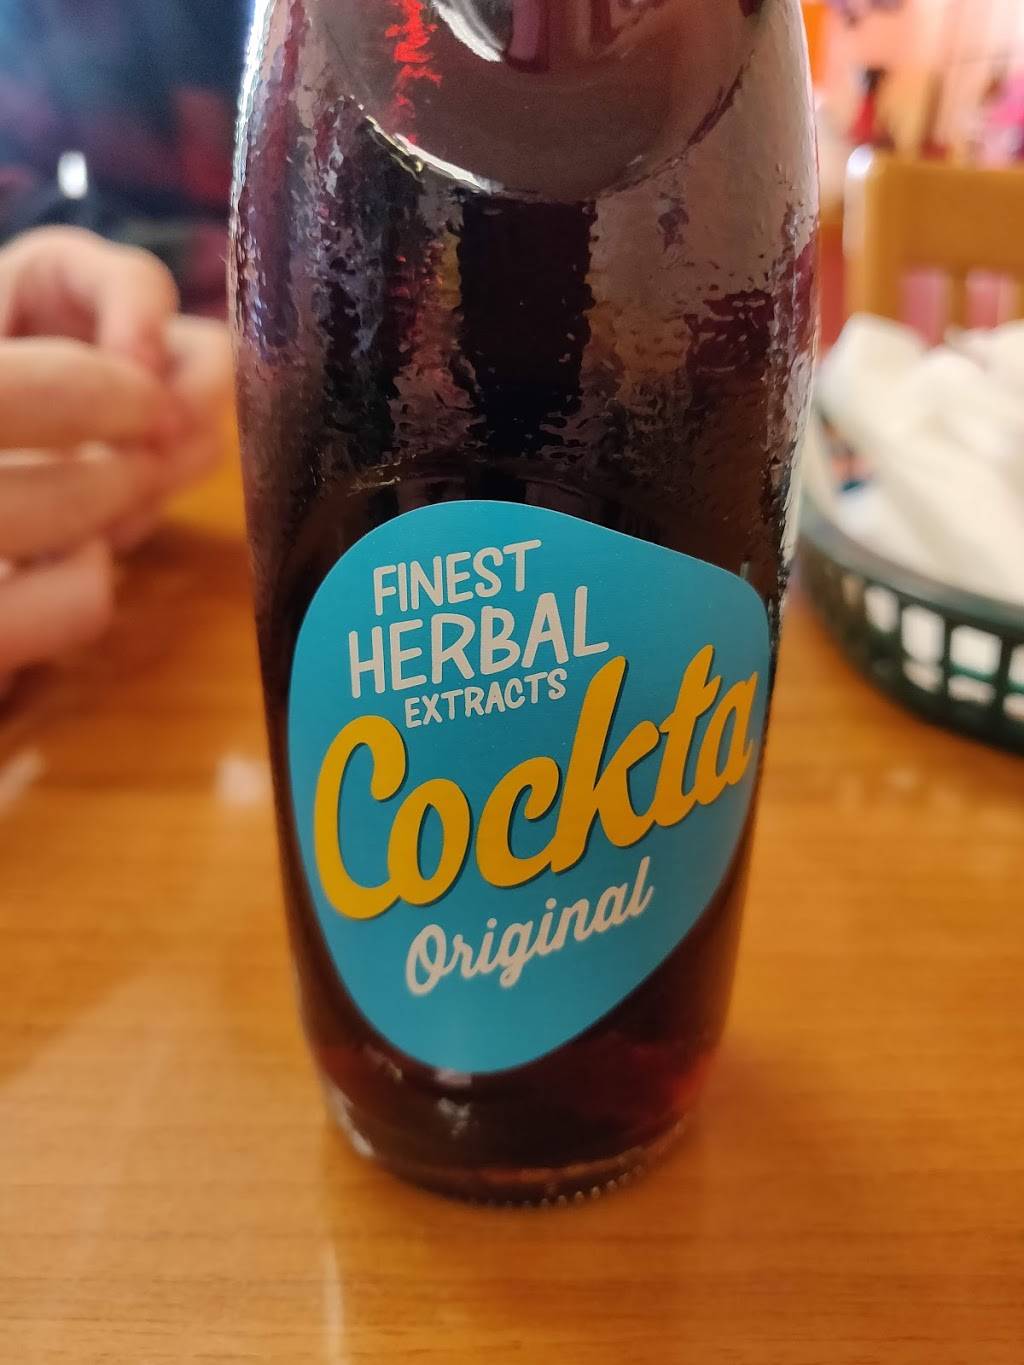 FINEST
HERBAL
EXTRACTS
Cockta
Original